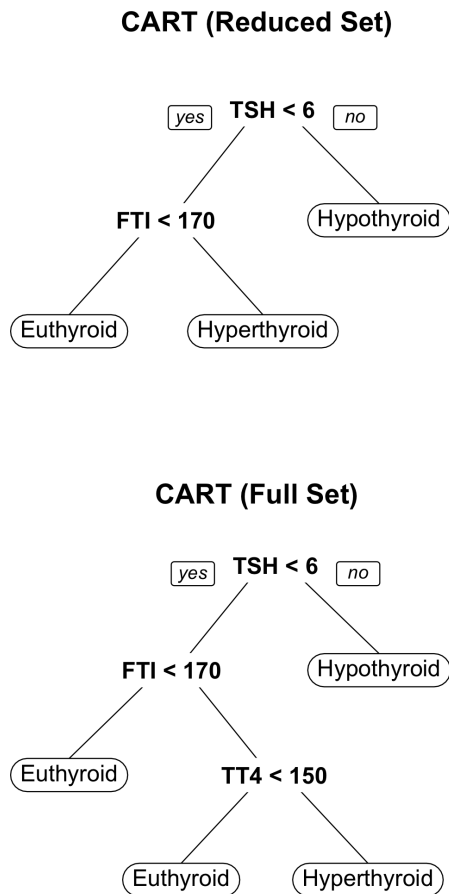 CART (Reduced Set)
yes TSH < 6 no
FTI < 170 Hypothyroid
Euthyroid Hyperthyroid
CART (Full Set)
yes TSH < 6 no
FTI < 170 Hypothyroid
Euthyroid TT4 < 150
Euthyroid Hyperthyroid